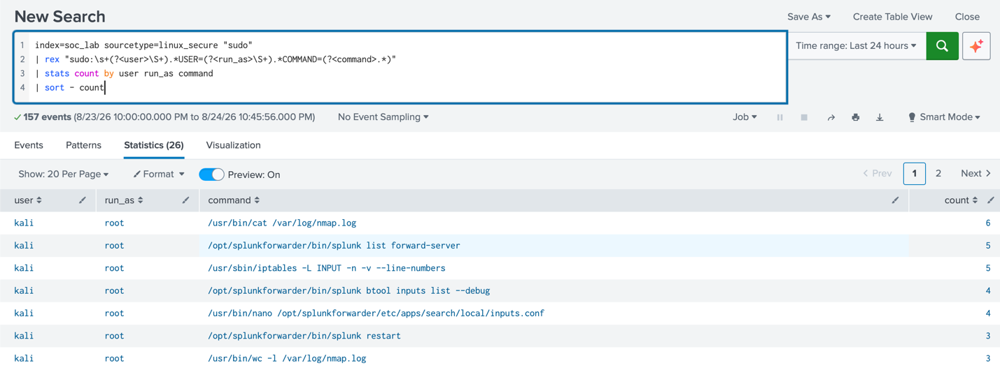 New Search
Save As Create Table View Close
1 index=soc_lab sourcetype=linux_secure "sudo"
2 | rex "sudo:\s+(?<user>\S+).*USER=(?<run_as>\S+).*COMMAND=(?<command>.*)"
3 | stats count by user run_as command
4 | sort - count
Time range: Last 24 hours
157 events (8/23/26 10:00:00.000 PM to 8/24/26 10:45:56.000 PM) No Event Sampling Job Smart Mode
Events Patterns Statistics (26) Visualization
Show: 20 Per Page Format Preview: On Prev 1 2 Next
user run_as command count
kali root /usr/bin/cat /var/log/nmap.log 6
kali root /opt/splunkforwarder/bin/splunk list forward-server 5
kali root /usr/sbin/iptables -L INPUT -n -v --line-numbers 5
kali root /opt/splunkforwarder/bin/splunk btool inputs list --debug 4
kali root /usr/bin/nano /opt/splunkforwarder/etc/apps/search/local/inputs.conf 4
kali root /opt/splunkforwarder/bin/splunk restart 3
kali root /usr/bin/wc -l /var/log/nmap.log 3